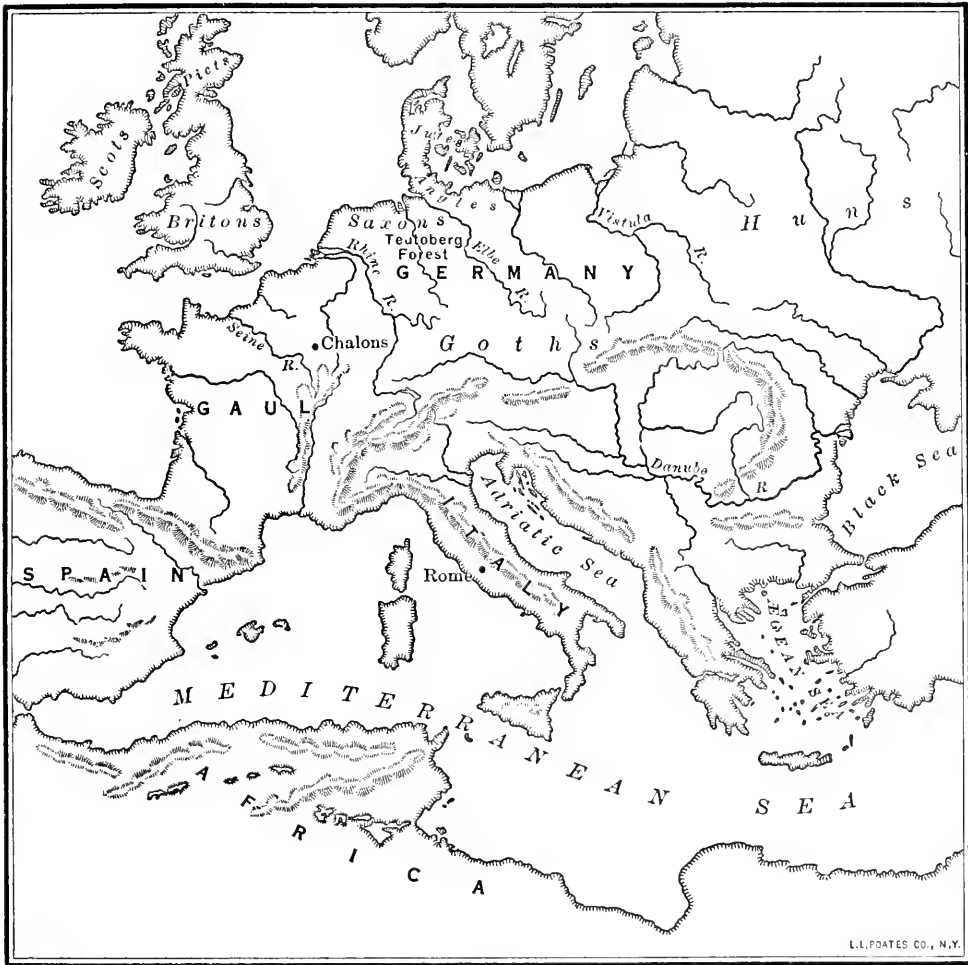 Picts
Scots
Britons
Jutes
Angles
Saxons
Teutoberg
Forest
Rhine
R.
Elbe
R.
Vistula
R.
Huns
GERMANY
Seine
R.
Chalons
Goths
GAUL
Danube
R
Black Sea
Adriatic Sea
ITALY
Rome
SPAIN
ÆGEAN SEA
MEDITERRANEAN SEA
AFRICA
L.L.POATES CO., N.Y.